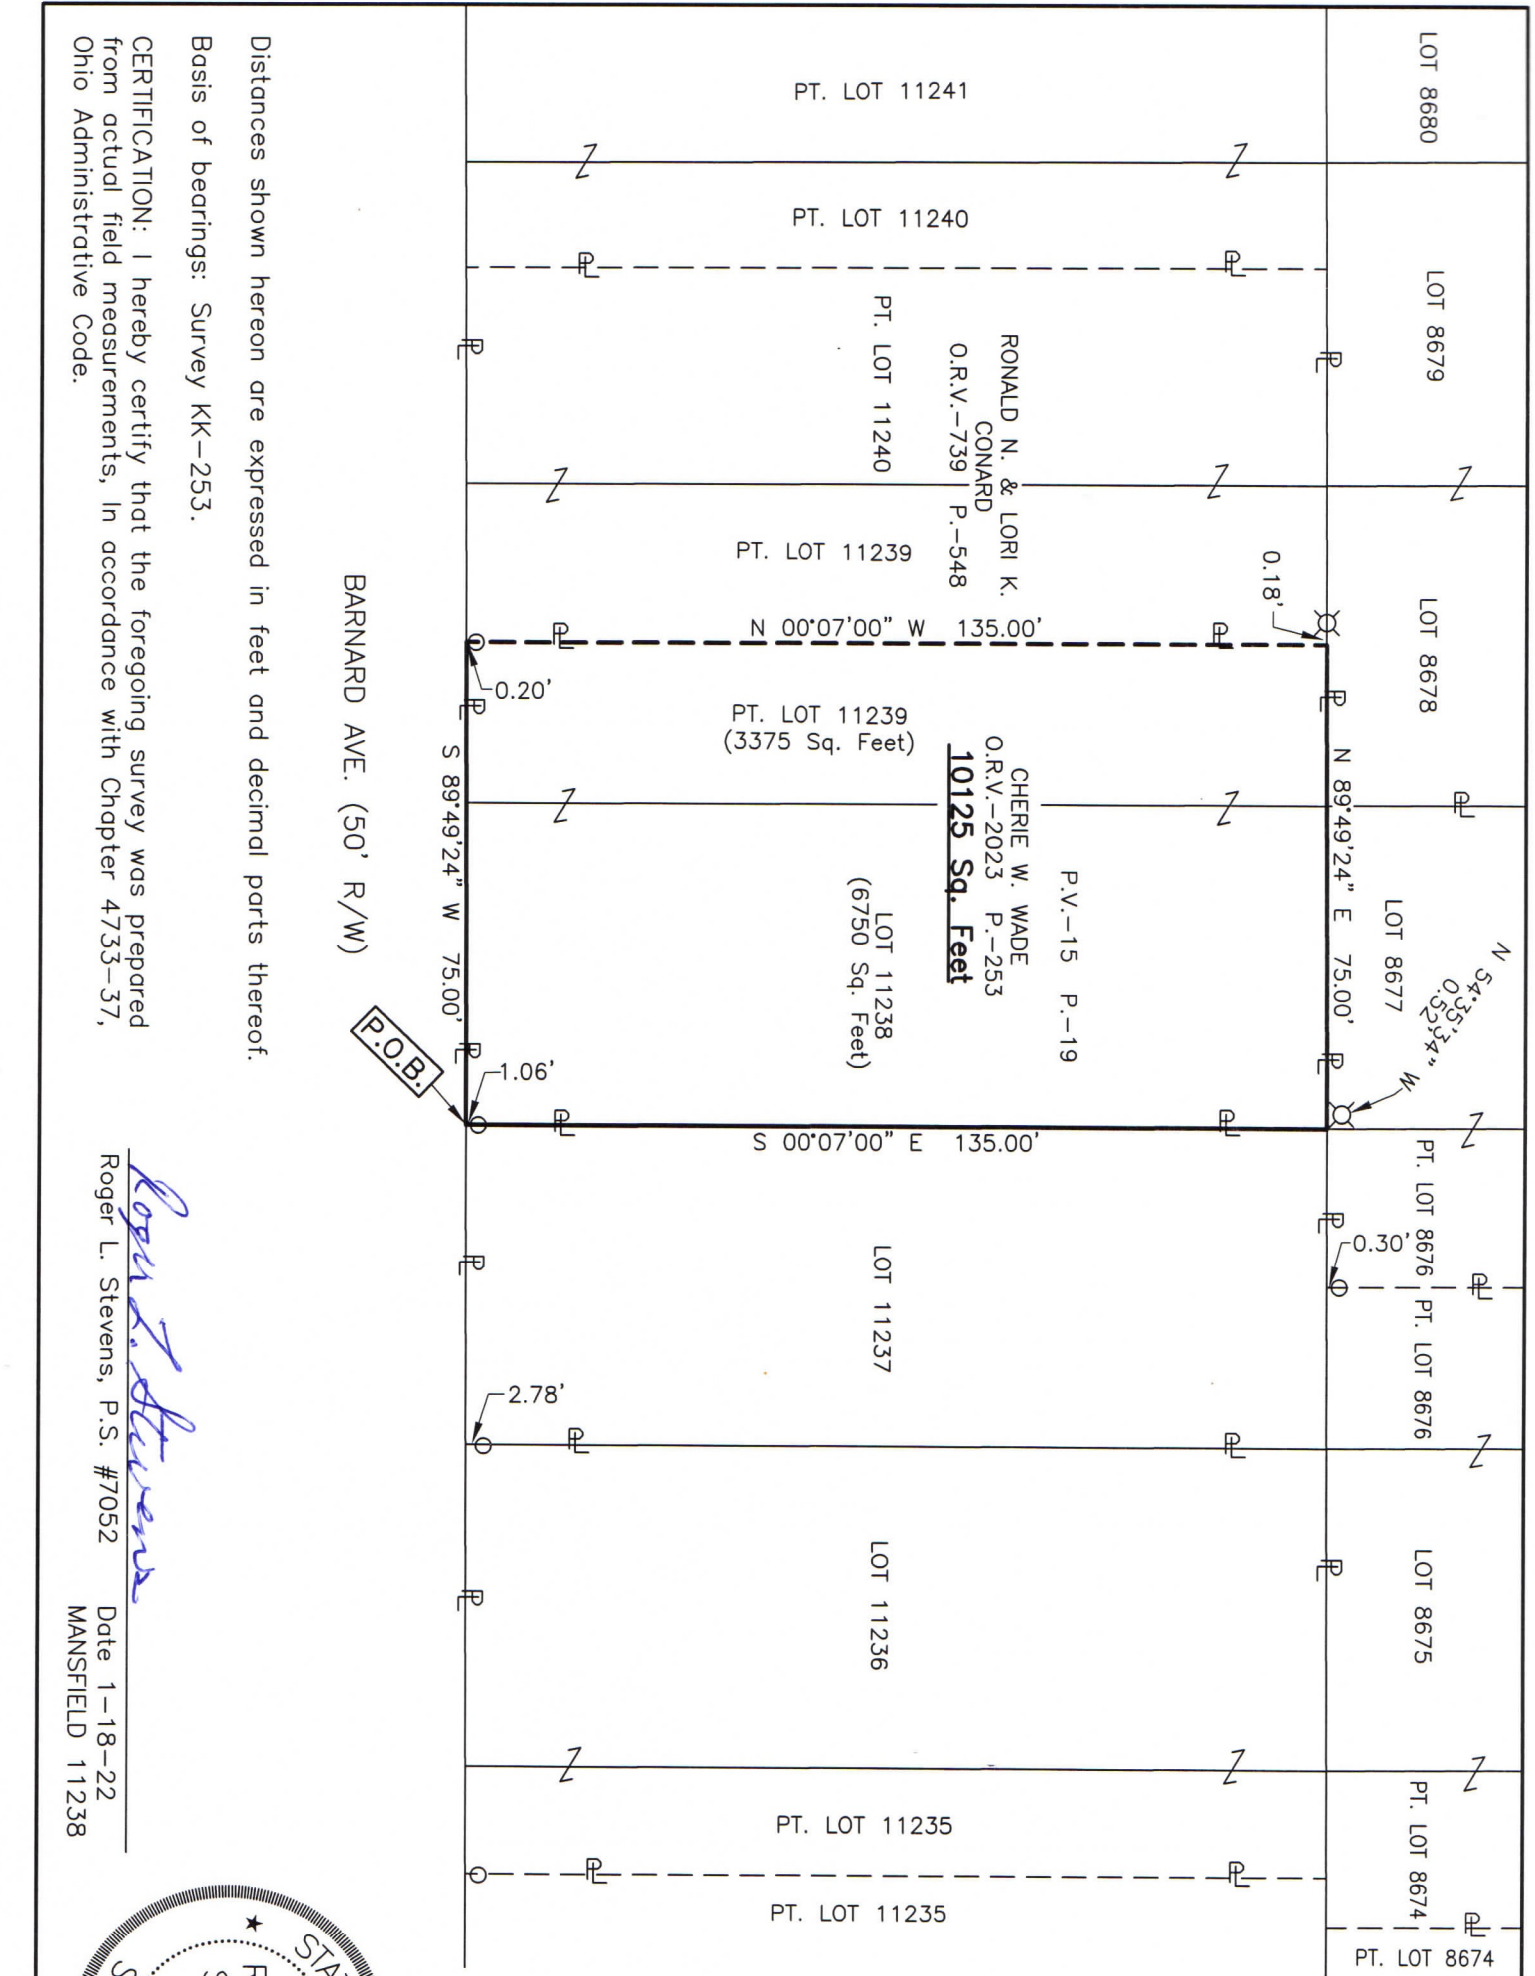 LOT 8680
LOT 8679
LOT 8678
LOT 8677
PT. LOT 8676
PT. LOT 8676
LOT 8675
PT. LOT 8674
PT. LOT 8674
N 54°35'34" W
0.52'
0.18'
N 89°49'24" E 75.00'
0.30'
PT. LOT 11241
PT. LOT 11240
RONALD N. & LORI K.
CONARD
O.R.V.-739 P.-548
PT. LOT 11240
PT. LOT 11239
N 00°07'00" W 135.00'
P.V.-15 P.-19
CHERIE W. WADE
O.R.V.-2023 P.-253
10125 Sq. Feet
PT. LOT 11239
(3375 Sq. Feet)
LOT 11238
(6750 Sq. Feet)
S 00°07'00" E 135.00'
LOT 11237
LOT 11236
PT. LOT 11235
PT. LOT 11235
0.20'
1.06'
2.78'
S 89°49'24" W 75.00'
P.O.B.
BARNARD AVE. (50' R/W)
Distances shown hereon are expressed in feet and decimal parts thereof.
Basis of bearings: Survey KK-253.
CERTIFICATION: I hereby certify that the foregoing survey was prepared
from actual field measurements, In accordance with Chapter 4733-37,
Ohio Administrative Code.
Roger L. Stevens
Roger L. Stevens, P.S. #7052 Date 1-18-22
MANSFIELD 11238